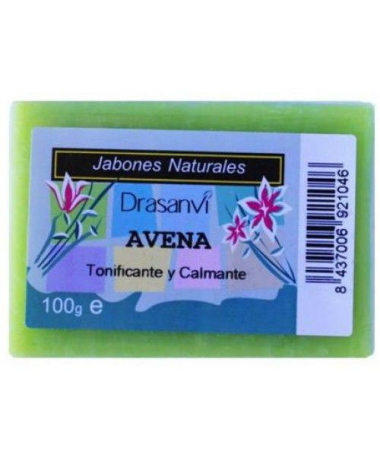 Jabones Naturales
Drasanvi
AVENA
Tonificante y Calmante
100g e
8 437006 921046